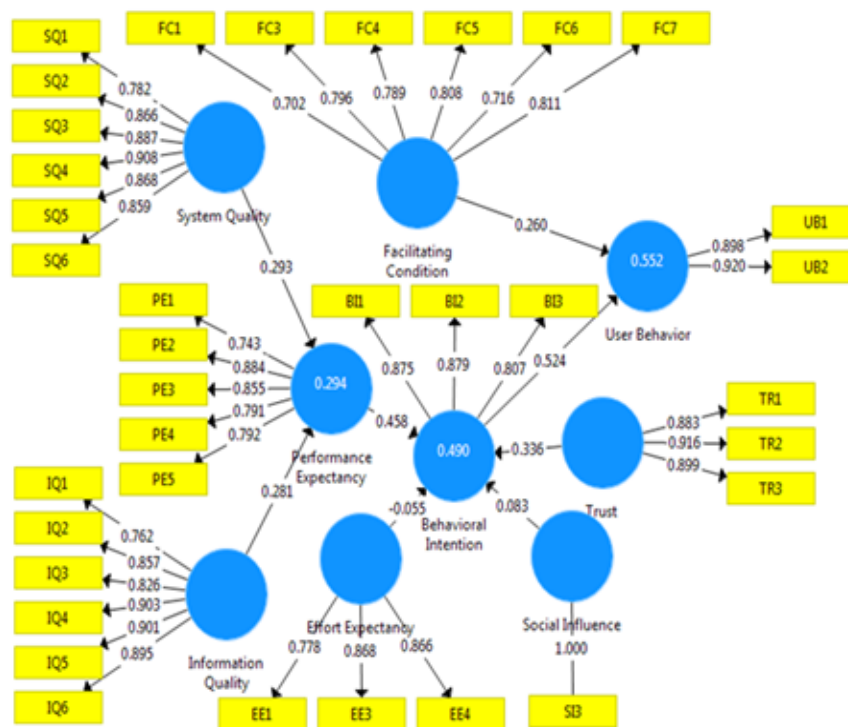 SQ1
SQ2
SQ3
SQ4
SQ5
SQ6
0.782
0.866
0.887
0.908
0.868
0.859
System Quality
FC1
FC3
FC4
FC5
FC6
FC7
0.702
0.796
0.789
0.808
0.716
0.811
Facilitating
Condition
0.260
0.552
User Behavior
0.898
0.920
UB1
UB2
0.293
PE1
PE2
PE3
PE4
PE5
0.743
0.884
0.855
0.791
0.792
0.294
Performance
Expectancy
0.458
BI1
BI2
BI3
0.875
0.879
0.807
0.524
0.490
Behavioral
Intention
0.336
Trust
0.883
0.916
0.899
TR1
TR2
TR3
0.281
IQ1
IQ2
IQ3
IQ4
IQ5
IQ6
0.762
0.857
0.826
0.903
0.901
0.895
Information
Quality
-0.055
Effort Expectancy
0.778
0.868
0.866
EE1
EE3
EE4
0.083
Social Influence
1.000
SI3